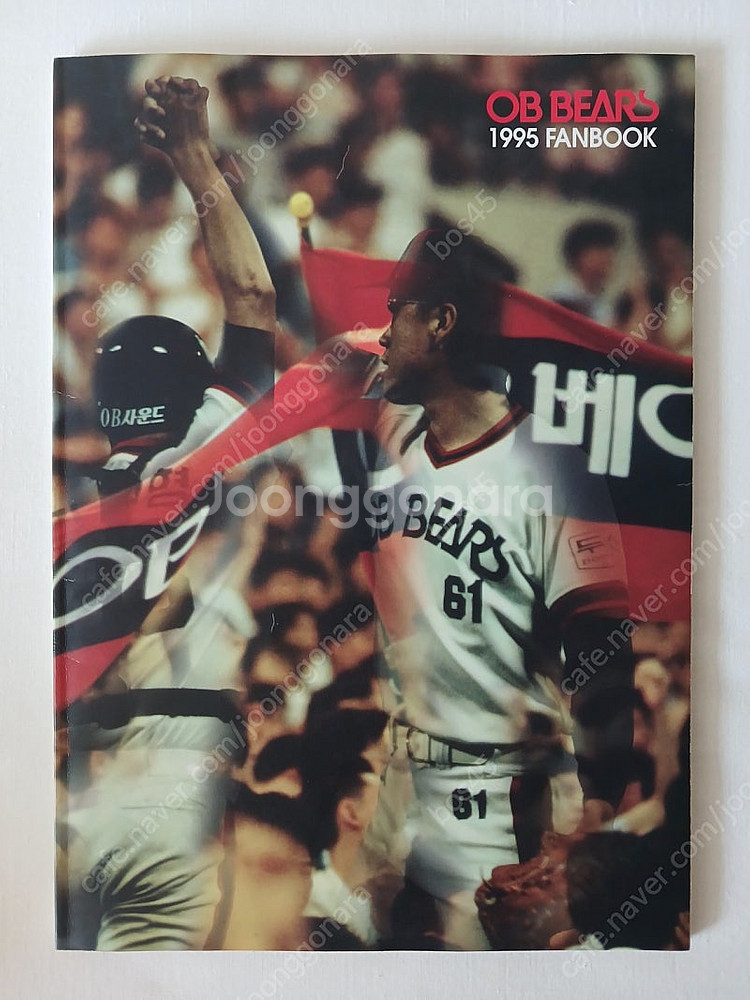 OB BEARS
1995 FANBOOK
OB사운드
베어
OB
B BEARS
61
61
Joonggonara
cafe.naver.com/joonggonara
bos45